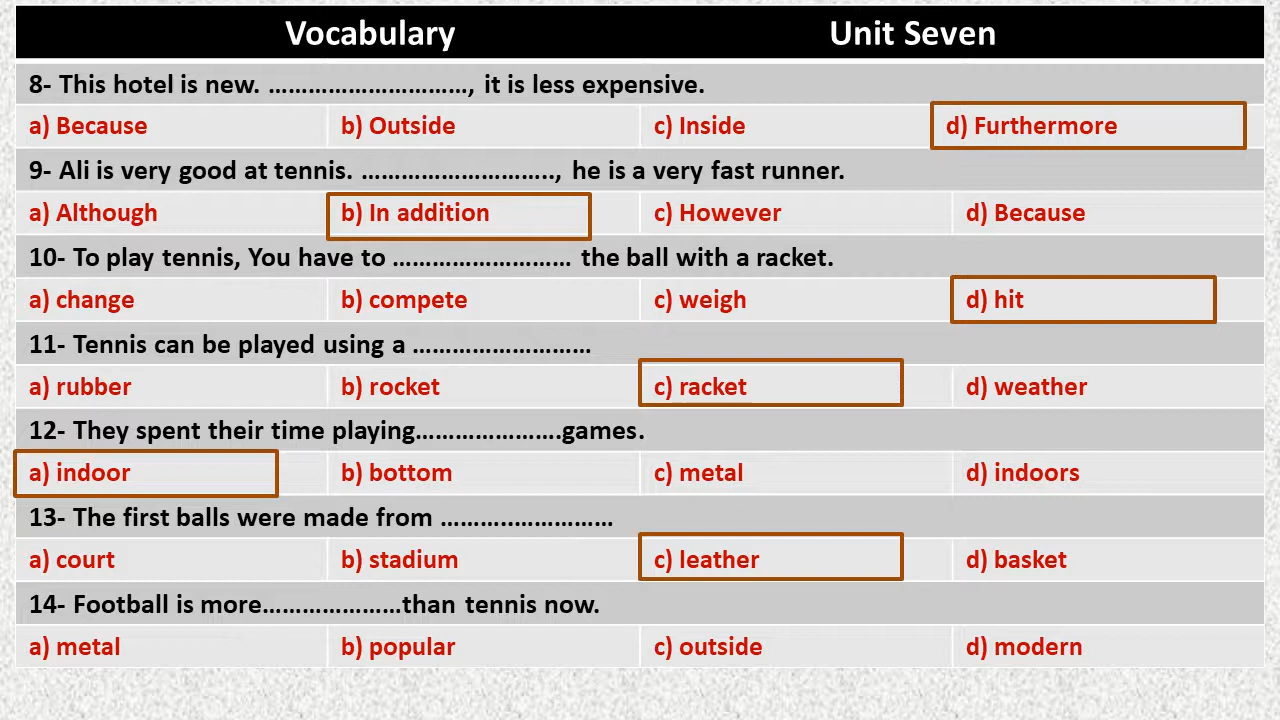 Vocabulary Unit Seven
8- This hotel is new. …………………………, it is less expensive.
a) Because b) Outside c) Inside d) Furthermore
9- Ali is very good at tennis. ……………………….., he is a very fast runner.
a) Although b) In addition c) However d) Because
10- To play tennis, You have to ……………………… the ball with a racket.
a) change b) compete c) weigh d) hit
11- Tennis can be played using a ………………………
a) rubber b) rocket c) racket d) weather
12- They spent their time playing………………….games.
a) indoor b) bottom c) metal d) indoors
13- The first balls were made from ……………………..
a) court b) stadium c) leather d) basket
14- Football is more…………………than tennis now.
a) metal b) popular c) outside d) modern